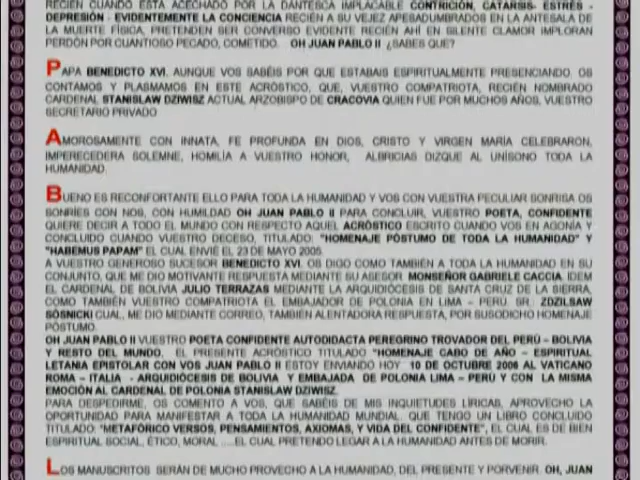 RECIÉN CUANDO ESTÁ ACECHADO POR LA DANTESCA IMPLACABLE CONTRICIÓN, CATARSIS- ESTRÉS -
DEPRESIÓN - EVIDENTEMENTE LA CONCIENCIA RECIÉN A SU VEJEZ APESADUMBRADOS EN LA ANTESALA DE
LA MUERTE FÍSICA, PRETENDEN SER CONVERSO EVIDENTE RECIÉN AHÍ EN SILENTE CLAMOR IMPLORAN
PERDÓN POR CUANTIOSO PECADO, COMETIDO. OH JUAN PABLO II ¿SABES QUE?
PAPA BENEDICTO XVI. AUNQUE VOS SABÉIS POR QUE ESTABAIS ESPIRITUALMENTE PRESENCIANDO, OS
CONTAMOS Y PLASMAMOS EN ESTE ACRÓSTICO, QUE, VUESTRO COMPATRIOTA, RECIÉN NOMBRADO
CARDENAL STANISLAW DZIWISZ ACTUAL ARZOBISPO DE CRACOVIA QUIEN FUE POR MUCHOS AÑOS, VUESTRO
SECRETARIO PRIVADO
AMOROSAMENTE CON INNATA, FE PROFUNDA EN DIOS, CRISTO Y VIRGEN MARÍA CELEBRARON,
IMPERECEDERA SOLEMNE, HOMILÍA A VUESTRO HONOR, ALBRICIAS DIZQUE AL UNÍSONO TODA LA
HUMANIDAD.
BUENO ES RECONFORTANTE ELLO PARA TODA LA HUMANIDAD Y VOS CON VUESTRA PECULIAR SONRISA OS
SONRÍES CON NOS, CON HUMILDAD OH JUAN PABLO II PARA CONCLUIR, VUESTRO POETA, CONFIDENTE
QUIERE DECIR A TODO EL MUNDO CON RESPECTO AQUEL ACRÓSTICO ESCRITO CUANDO VOS EN AGONÍA Y
CONCLUIDO CUANDO VUESTRO DECESO, TITULADO: "HOMENAJE PÓSTUMO DE TODA LA HUMANIDAD" Y
"HABEMUS PAPAM" EL CUAL ENVIÉ EL 23 DE MAYO 2005.
A VUESTRO GENEROSO SUCESOR BENEDICTO XVI. OS DIGO COMO TAMBIÉN A TODA LA HUMANIDAD EN SU
CONJUNTO, QUE ME DIO MOTIVANTE RESPUESTA MEDIANTE SU ASESOR MONSEÑOR GABRIELE CACCIA. IDEM
EL CARDENAL DE BOLIVIA JULIO TERRAZAS MEDIANTE LA ARQUIDIÓCESIS DE SANTA CRUZ DE LA SIERRA,
COMO TAMBIÉN VUESTRO COMPATRIOTA EL EMBAJADOR DE POLONIA EN LIMA – PERÚ SR. ZDZILSAW
SOSNICKI CUAL, ME DIO MEDIANTE CORREO, TAMBIÉN ALENTADORA RESPUESTA, POR SUSODICHO HOMENAJE
PÓSTUMO.
OH JUAN PABLO II VUESTRO POETA CONFIDENTE AUTODIDACTA PEREGRINO TROVADOR DEL PERÚ – BOLIVIA
Y RESTO DEL MUNDO. EL PRESENTE ACRÓSTICO TITULADO "HOMENAJE CABO DE AÑO – ESPIRITUAL
LETANIA EPISTOLAR CON VOS JUAN PABLO II ESTOY ENVIANDO HOY 10 DE OCTUBRE 2006 AL VATICANO
ROMA – ITALIA - ARQUIDIÓCESIS DE BOLIVIA Y EMBAJADA DE POLONIA LIMA – PERÚ Y CON LA MISMA
EMOCIÓN AL CARDENAL DE POLONIA STANISLAW DZIWISZ.
PARA DESPEDIRME, OS COMENTO A VOS, QUE SABÉIS DE MIS INQUIETUDES LÍRICAS, APROVECHO LA
OPORTUNIDAD PARA MANIFESTAR A TODA LA HUMANIDAD MUNDIAL. QUE TENGO UN LIBRO CONCLUIDO
TITULADO: "METAFÓRICO VERSOS, PENSAMIENTOS, AXIOMAS, Y VIDA DEL CONFIDENTE", EL CUAL ES DE BIEN
ESPIRITUAL SOCIAL, ÉTICO, MORAL .....EL CUAL PRETENDO LEGAR A LA HUMANIDAD ANTES DE MORIR.
LOS MANUSCRITOS SERÁN DE MUCHO PROVECHO A LA HUMANIDAD, DEL PRESENTE Y PORVENIR. OH, JUAN